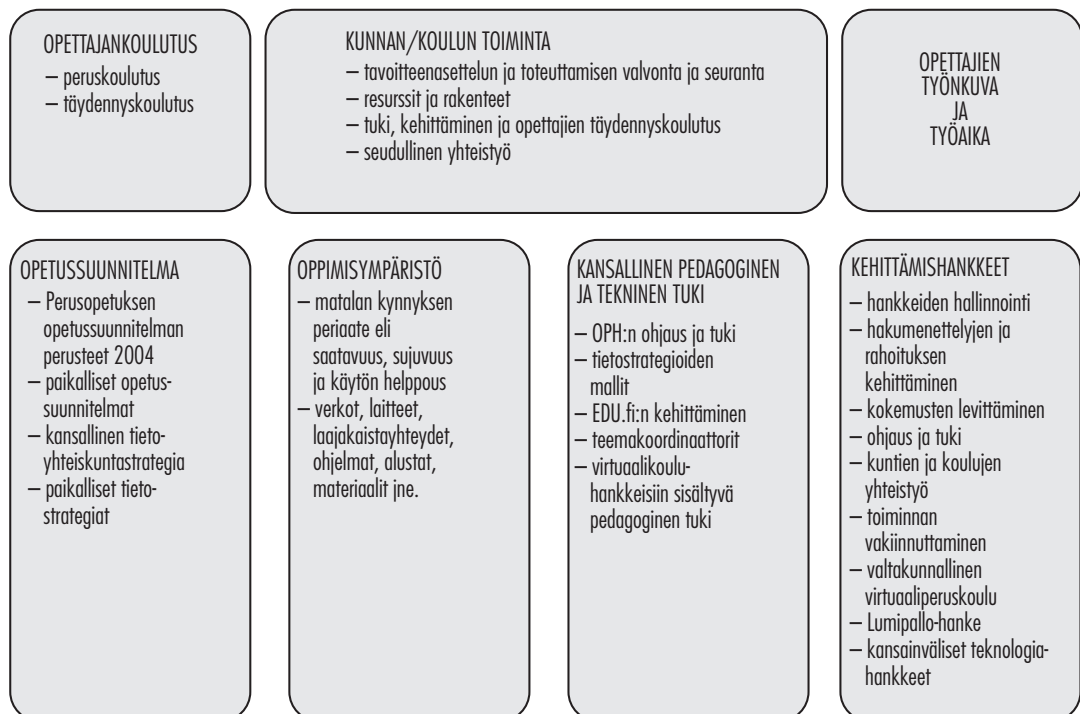 OPETTAJANKOULUTUS
– peruskoulutus
– täydennyskoulutus
KUNNAN/KOULUN TOIMINTA
– tavoitteenasettelun ja toteuttamisen valvonta ja seuranta
– resurssit ja rakenteet
– tuki, kehittäminen ja opettajien täydennyskoulutus
– seudullinen yhteistyö
OPETTAJIEN
TYÖNKUVA
JA
TYÖAIKA
OPETUSSUUNNITELMA
– Perusopetuksen
opetussuunnitelman
perusteet 2004
– paikalliset opetus-
suunnitelmat
– kansallinen tieto-
yhteiskuntastrategia
– paikalliset tieto-
strategiat
OPPIMISYMPÄRISTÖ
– matalan kynnyksen
periaate eli
saatavuus, sujuvuus
ja käytön helppous
– verkot, laitteet,
laajakaistayhteydet,
ohjelmat, alustat,
materiaalit jne.
KANSALLINEN PEDAGOGINEN
JA TEKNINEN TUKI
– OPH:n ohjaus ja tuki
– tietostrategioiden
mallit
– EDU.fi:n kehittäminen
– teemakoordinaattorit
– virtuaalikoulu-
hankkeisiin sisältyvä
pedagoginen tuki
KEHITTÄMISHANKKEET
– hankkeiden hallinnointi
– hakumenettelyjen ja
rahoituksen
kehittäminen
– kokemusten levittäminen
– ohjaus ja tuki
– kuntien ja koulujen
yhteistyö
– toiminnan
vakiinnuttaminen
– valtakunnallinen
virtuaaliperuskoulu
– Lumipallo-hanke
– kansainväliset teknologia-
hankkeet